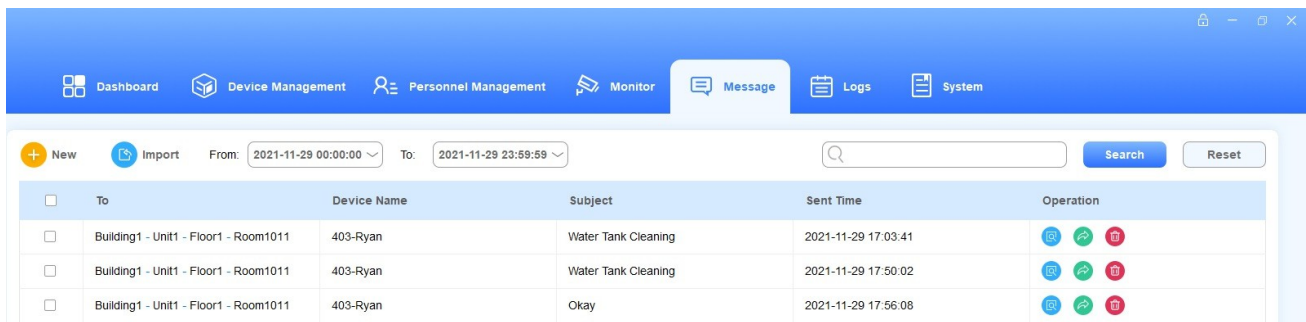 Dashboard Device Management Personnel Management Monitor Message Logs System
New Import From: 2021-11-29 00:00:00 To: 2021-11-29 23:59:59 Search Reset
To Device Name Subject Sent Time Operation
Building1 - Unit1 - Floor1 - Room1011 403-Ryan Water Tank Cleaning 2021-11-29 17:03:41
Building1 - Unit1 - Floor1 - Room1011 403-Ryan Water Tank Cleaning 2021-11-29 17:50:02
Building1 - Unit1 - Floor1 - Room1011 403-Ryan Okay 2021-11-29 17:56:08